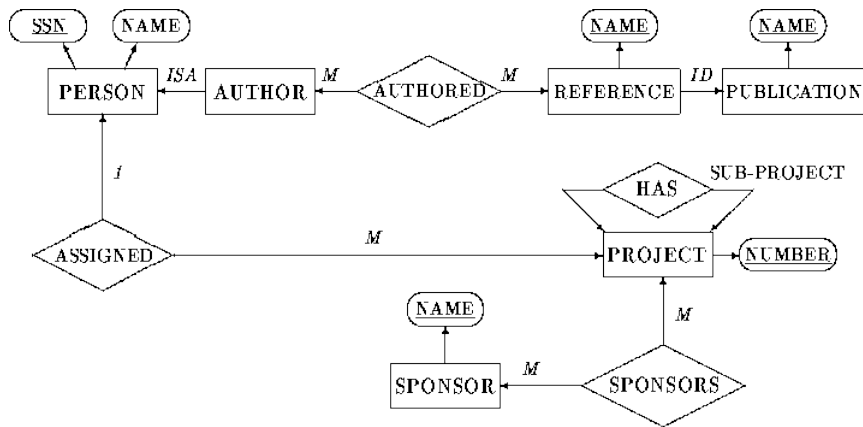 SSN
NAME
NAME
NAME
PERSON
ISA
AUTHOR
M
AUTHORED
M
REFERENCE
ID
PUBLICATION
1
HAS
SUB-PROJECT
ASSIGNED
M
PROJECT
NUMBER
NAME
M
SPONSOR
M
SPONSORS